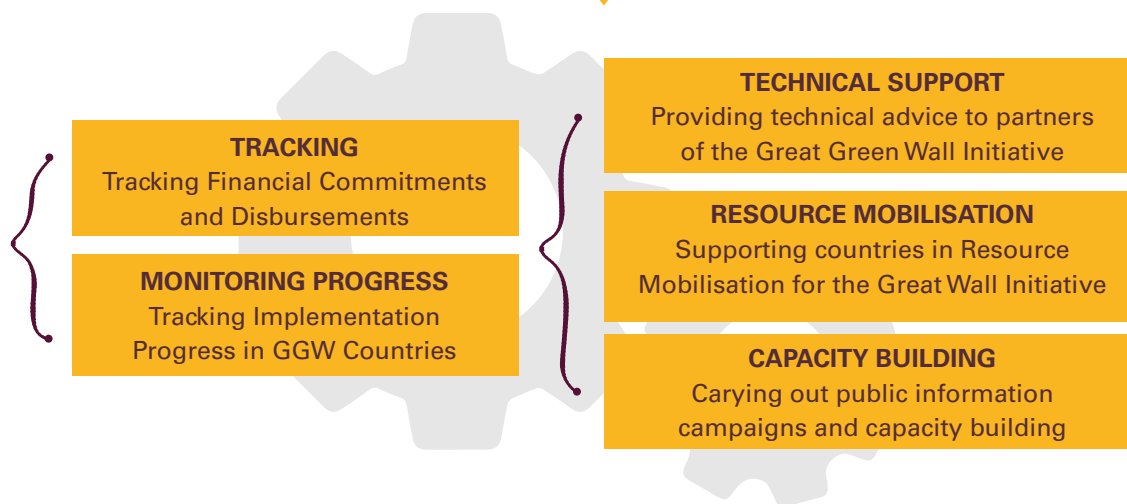 TRACKING
Tracking Financial Commitments
and Disbursements
MONITORING PROGRESS
Tracking Implementation
Progress in GGW Countries
TECHNICAL SUPPORT
Providing technical advice to partners
of the Great Green Wall Initiative
RESOURCE MOBILISATION
Supporting countries in Resource
Mobilisation for the Great Wall Initiative
CAPACITY BUILDING
Carying out public information
campaigns and capacity building